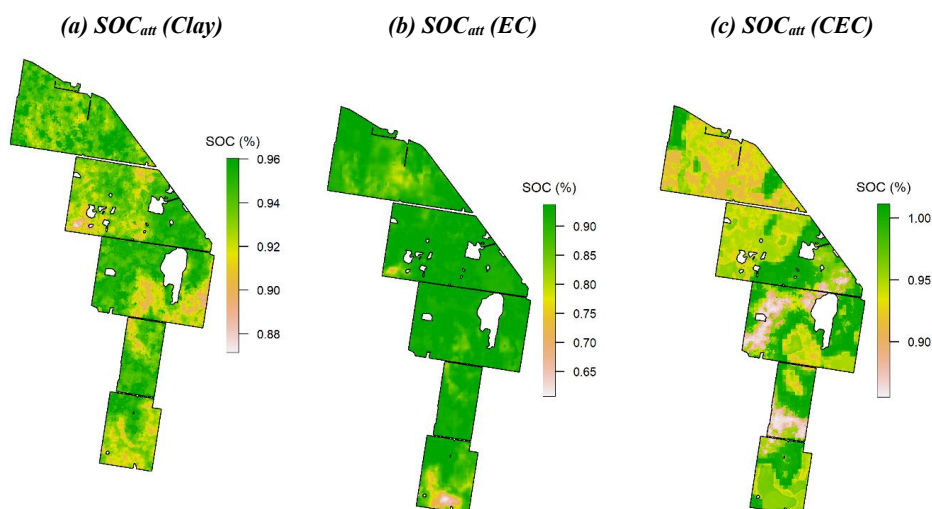 (a) SOCatt (Clay)
(b) SOCatt (EC)
(c) SOCatt (CEC)
SOC (%)
0.96
0.94
0.92
0.90
0.88
SOC (%)
0.90
0.85
0.80
0.75
0.70
0.65
SOC (%)
1.00
0.95
0.90